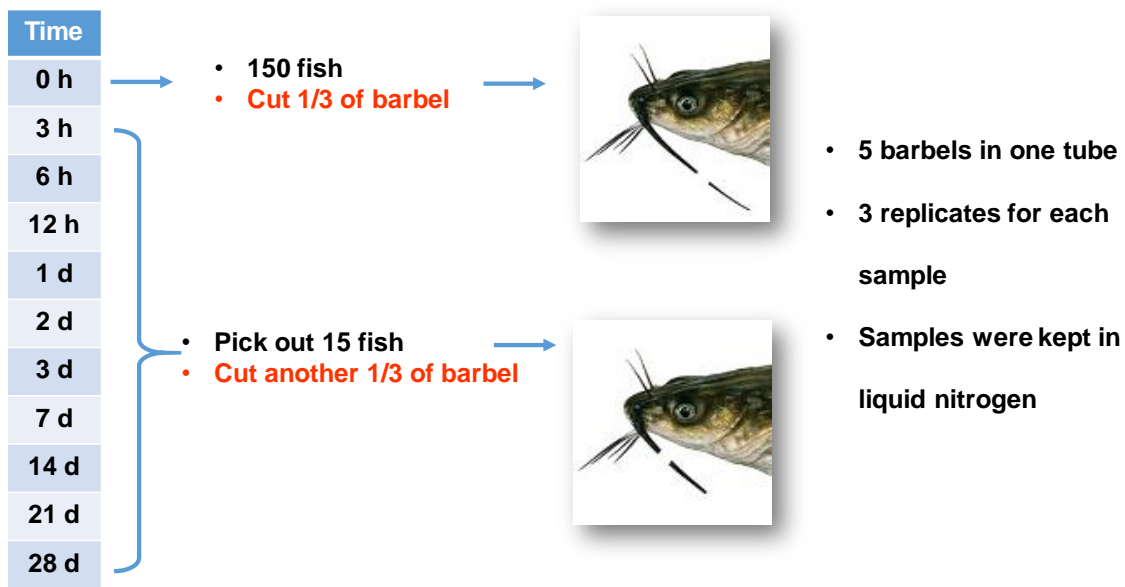 Time
0 h
3 h
6 h
12 h
1 d
2 d
3 d
7 d
14 d
21 d
28 d
• 150 fish
• Cut 1/3 of barbel
• Pick out 15 fish
• Cut another 1/3 of barbel
• 5 barbels in one tube
• 3 replicates for each
sample
• Samples were kept in
liquid nitrogen